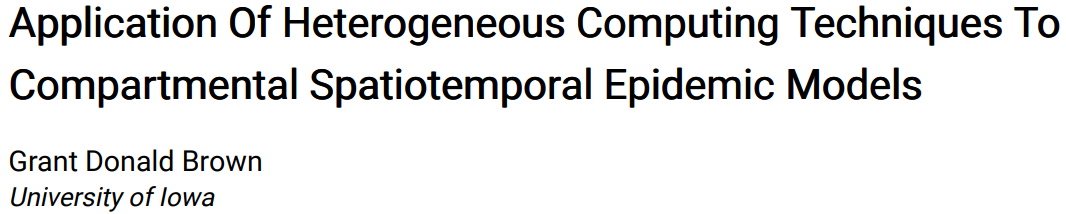 Application Of Heterogeneous Computing Techniques To
Compartmental Spatiotemporal Epidemic Models
Grant Donald Brown
University of Iowa